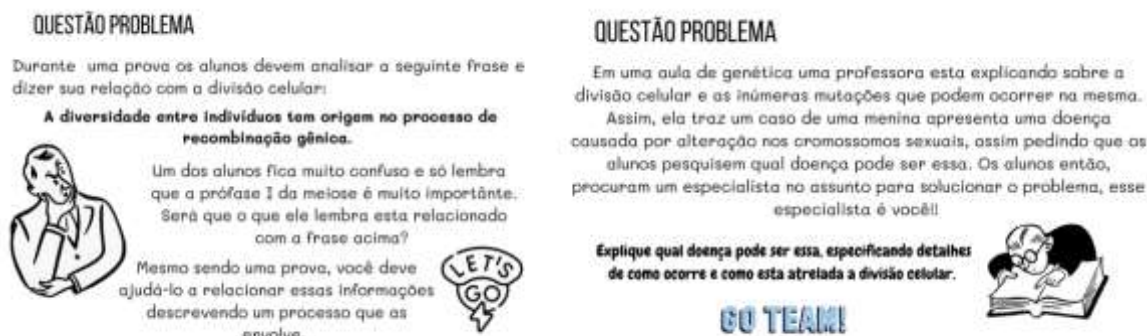 QUESTÃO PROBLEMA
Durante uma prova os alunos devem analisar a seguinte frase e
dizer sua relação com a divisão celular:
A diversidade entre indivíduos tem origem no processo de
recombinação gênica.
Um dos alunos fica muito confuso e só lembra
que a prófase I da meiose é muito importânte.
Será que o que ele lembra esta relacionado
com a frase acima?
Mesmo sendo uma prova, você deve
ajudá-lo a relacionar essas informações
descrevendo um processo que as
envolve
LET'S
GO
QUESTÃO PROBLEMA
Em uma aula de genética uma professora esta explicando sobre a
divisão celular e as inúmeras mutações que podem ocorrer na mesma.
Assim, ela traz um caso de uma menina apresenta uma doença
causada por alteração nos cromossomos sexuais, assim pedindo que os
alunos pesquisem qual doença pode ser essa. Os alunos então,
procuram um especialista no assunto para solucionar o problema, esse
especialista é você!!
Explique qual doença pode ser essa, especificando detalhes
de como ocorre e como esta atrelada a divisão celular.
GO TEAM!